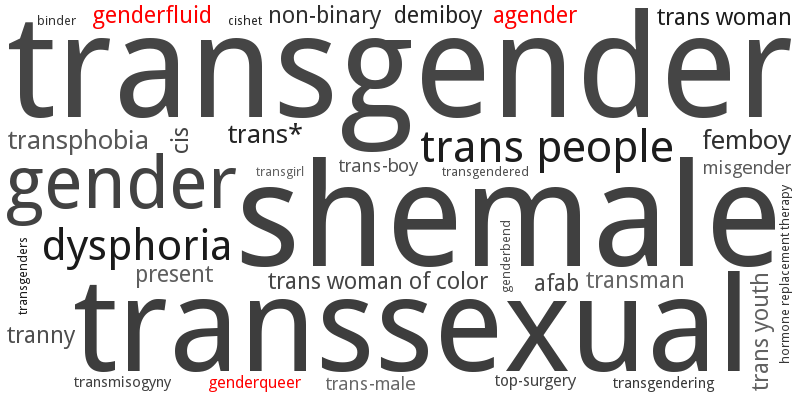 binder genderfluid cishet non-binary demiboy agender trans woman
transgender
transphobia cis trans* trans people femboy
gender transgirl trans-boy transgendered misgender
shemale
dysphoria
transgenders present trans woman of color genderbend afab transman hormone replacement therapy
tranny transsexual trans youth
transmisogyny genderqueer trans-male top-surgery transgendering